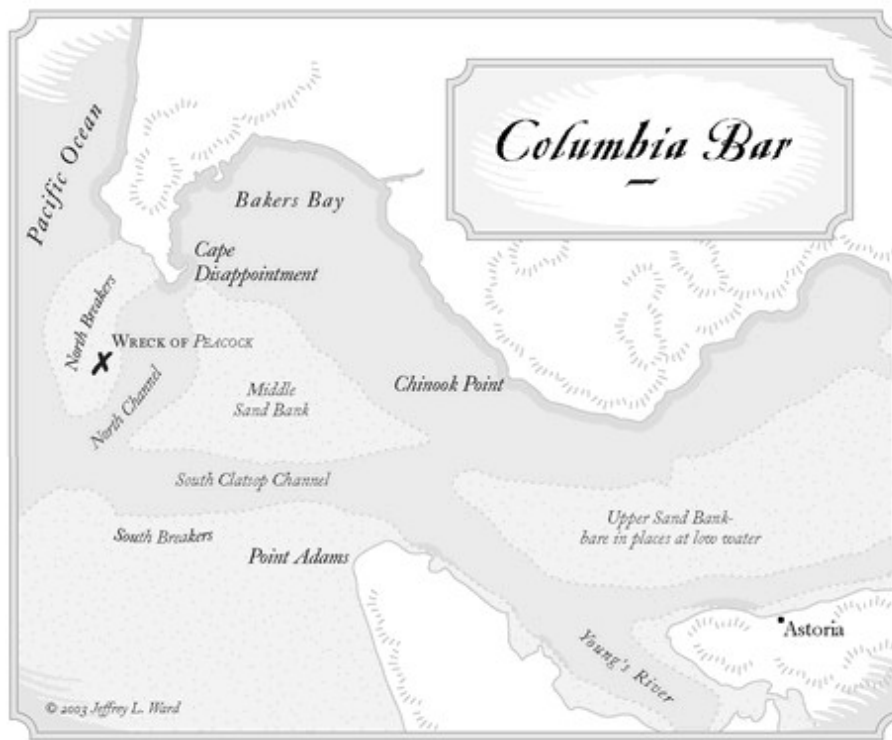 Columbia Bar
Pacific Ocean
Bakers Bay
Cape
Disappointment
North Breakers
WRECK OF PEACOCK
North Channel
Middle
Sand Bank
Chinook Point
South Clatsop Channel
South Breakers
Point Adams
Upper Sand Bank-
bare in places at low water
Astoria
Young's River
© 2003 Jeffrey L. Ward